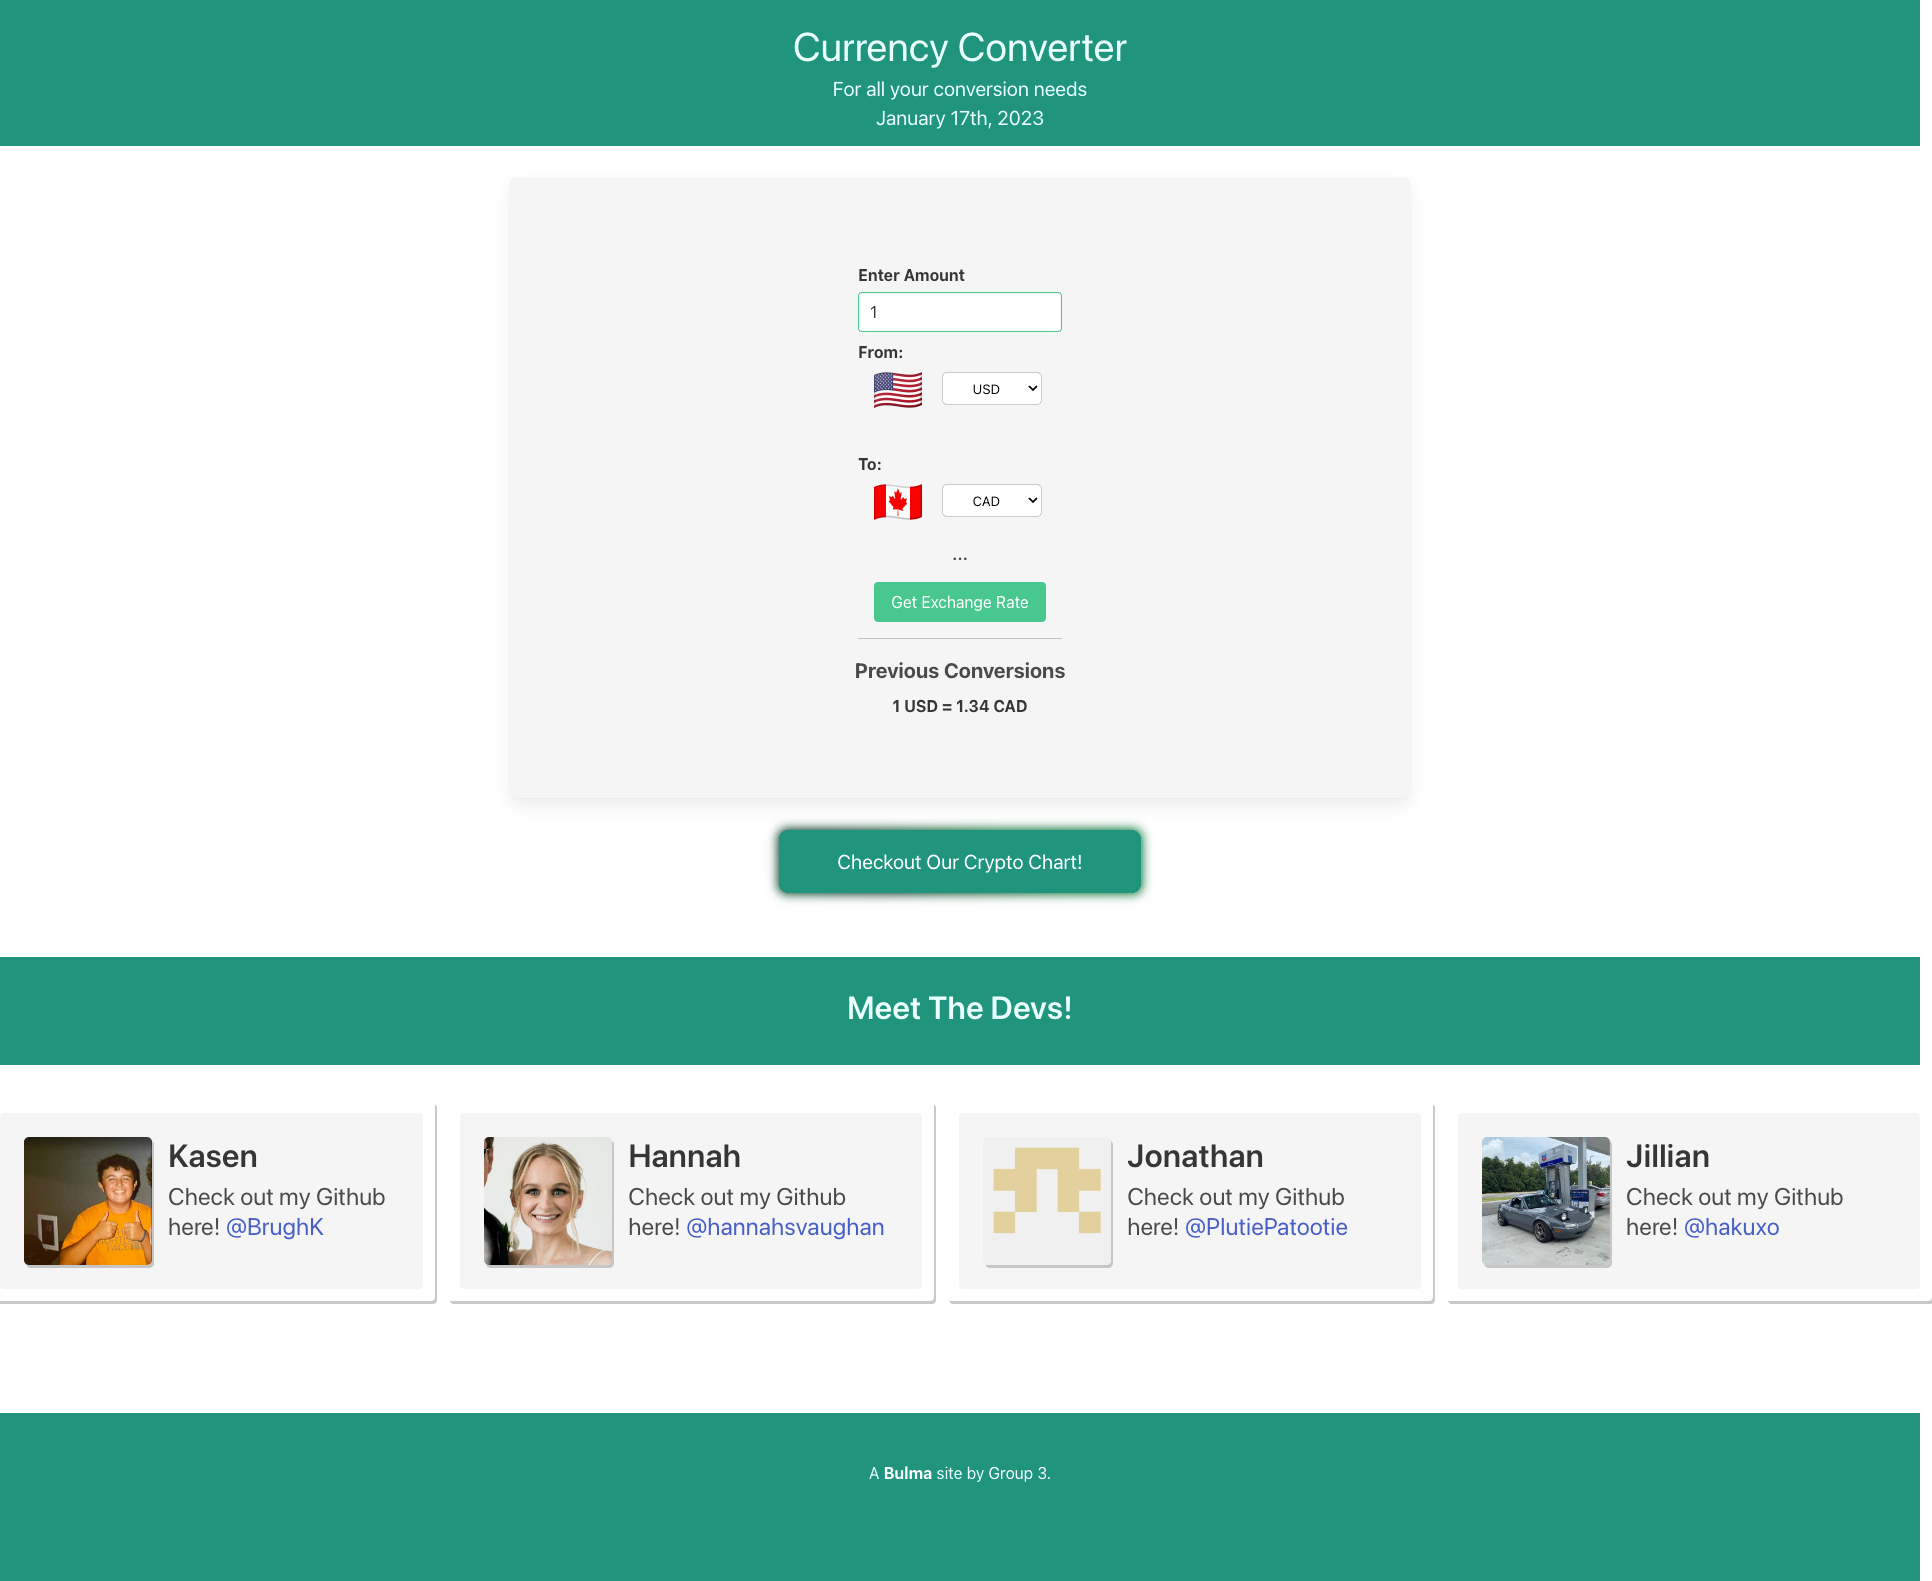 Currency Converter
For all your conversion needs
January 17th, 2023
Enter Amount
1
From:
USD
To:
CAD
...
Get Exchange Rate
Previous Conversions
1 USD = 1.34 CAD
Checkout Our Crypto Chart!
Meet The Devs!
Kasen
Check out my Github
here! @BrughK
Hannah
Check out my Github
here! @hannahsvaughan
Jonathan
Check out my Github
here! @PlutiePatootie
Jillian
Check out my Github
here! @hakuxo
A Bulma site by Group 3.